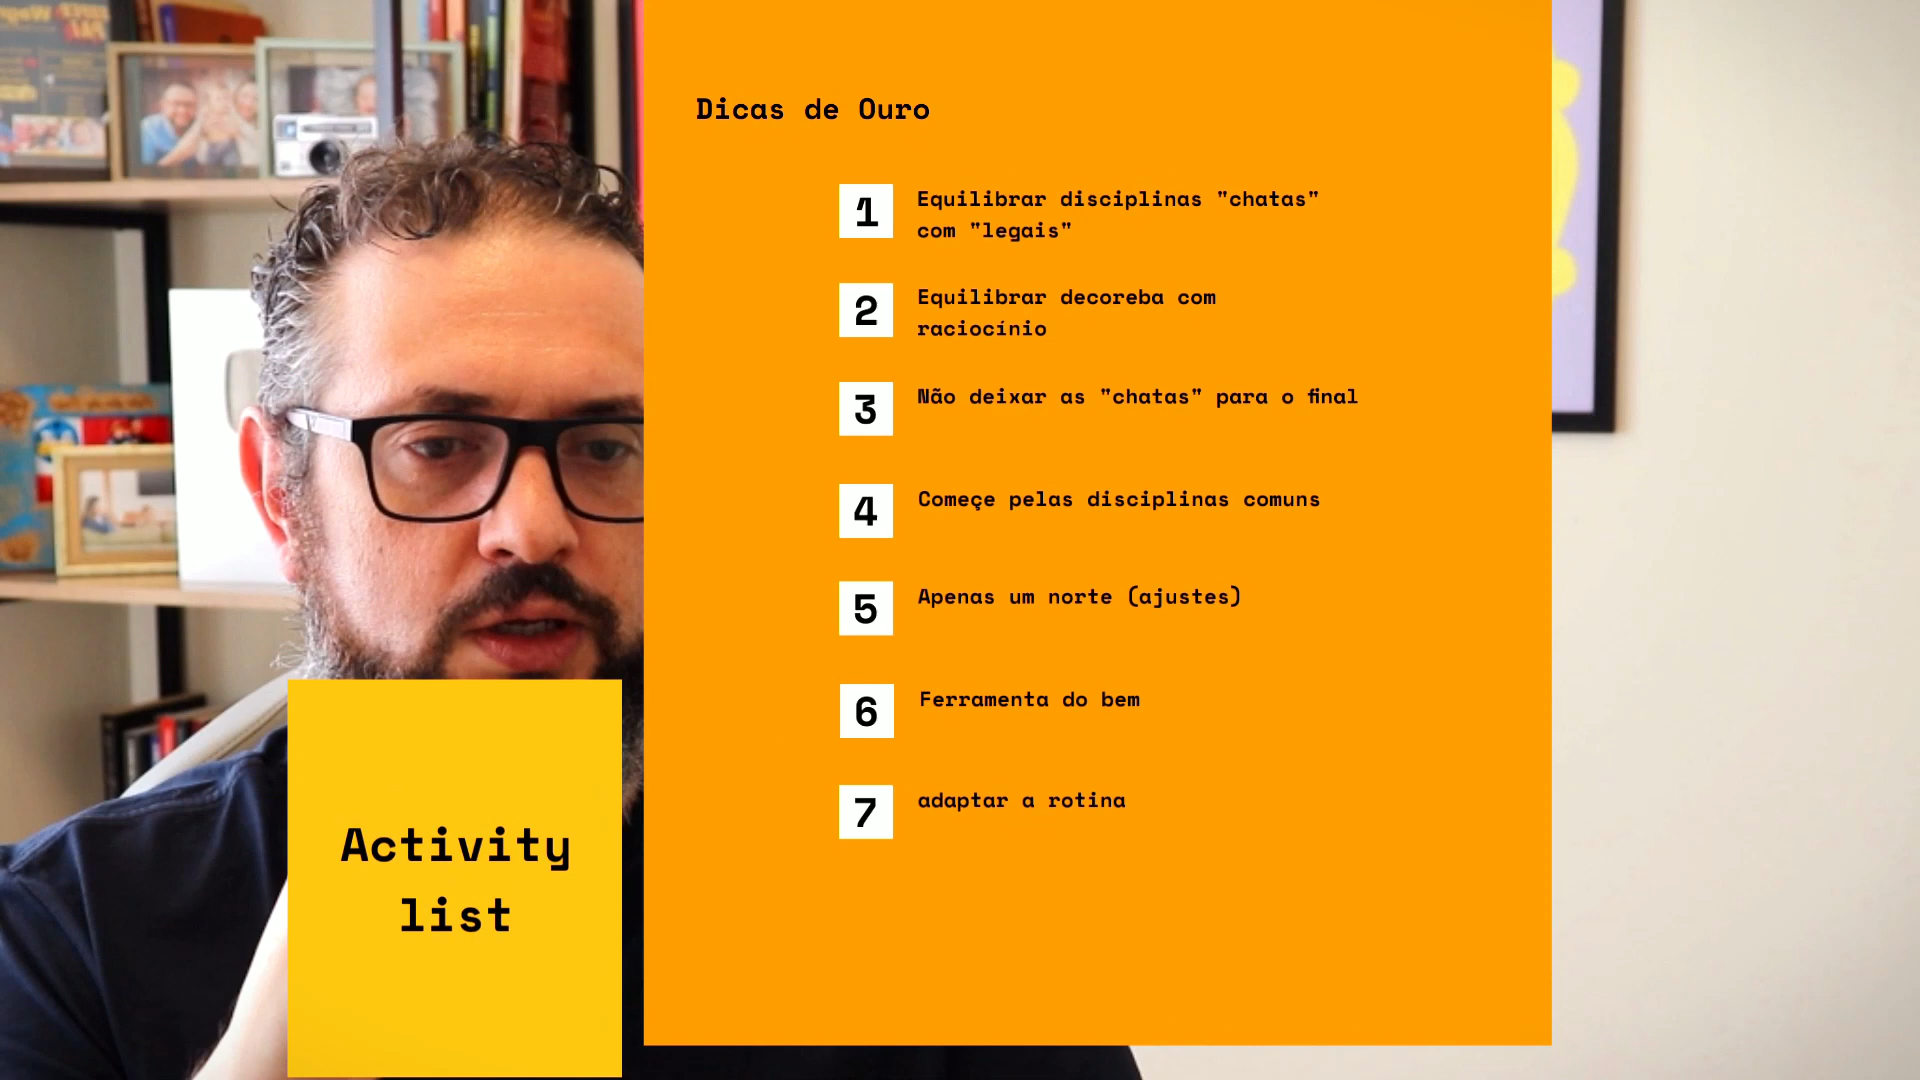 Dicas de Ouro
1
Equilibrar disciplinas "chatas"
com "legais"
2
Equilibrar decoreba com
raciocínio
3
Não deixar as "chatas" para o final
4
Começe pelas disciplinas comuns
5
Apenas um norte (ajustes)
6
Ferramenta do bem
7
adaptar a rotina
Activity
list